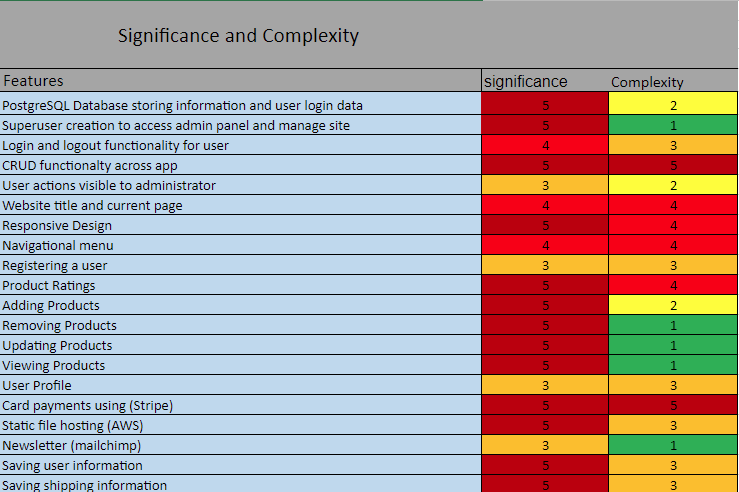 Significance and Complexity
Features significance Complexity
PostgreSQL Database storing information and user login data 5 2
Superuser creation to access admin panel and manage site 5 1
Login and logout functionality for user 4 3
CRUD functionalty across app 5 5
User actions visible to administrator 3 2
Website title and current page 4 4
Responsive Design 5 4
Navigational menu 4 4
Registering a user 3 3
Product Ratings 5 4
Adding Products 5 2
Removing Products 5 1
Updating Products 5 1
Viewing Products 5 1
User Profile 3 3
Card payments using (Stripe) 5 5
Static file hosting (AWS) 5 3
Newsletter (mailchimp) 3 1
Saving user information 5 3
Saving shipping information 5 3